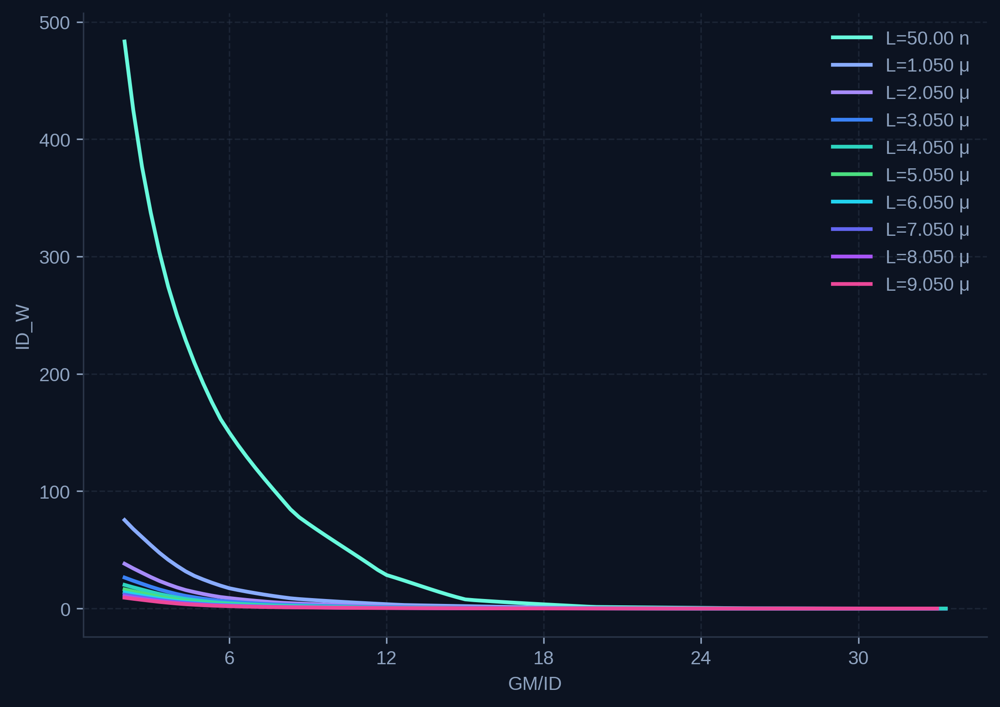 500
400
300
200
100
0
ID_W
6
12
18
24
30
GM/ID
L=50.00 n
L=1.050 µ
L=2.050 µ
L=3.050 µ
L=4.050 µ
L=5.050 µ
L=6.050 µ
L=7.050 µ
L=8.050 µ
L=9.050 µ